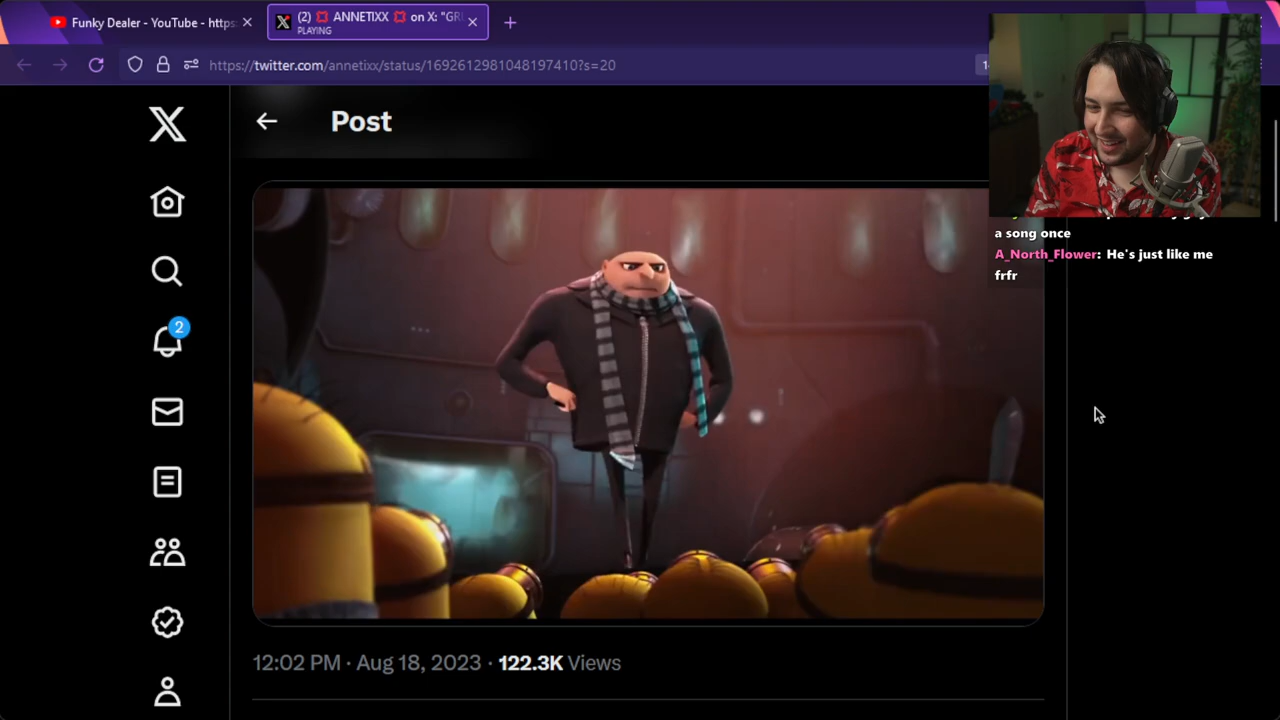 Funky Dealer - YouTube - https:
(2) 💢 ANNETIXX 💢 on X: "GRU
PLAYING
https://twitter.com/annetixx/status/1692612981048197410?s=20
Post
a song once
A_North_Flower: He's just like me
frfr
2
12:02 PM · Aug 18, 2023 · 122.3K Views